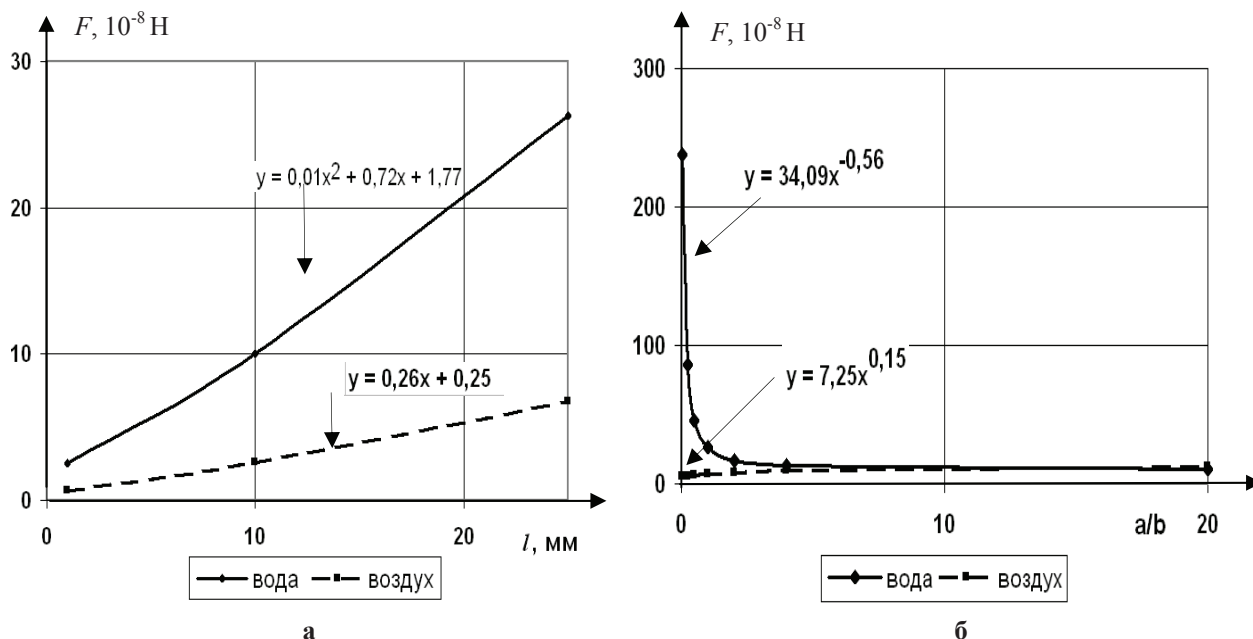 F, 10⁻⁸ Н
30
20
10
0
y = 0,01x² + 0,72x + 1,77
y = 0,26x + 0,25
0 10 20 l, мм
вода воздух
а
F, 10⁻⁸ Н
300
200
100
0
y = 34,09x⁻⁰,⁵⁶
y = 7,25x⁰,¹⁵
0 10 a/b 20
вода воздух
б